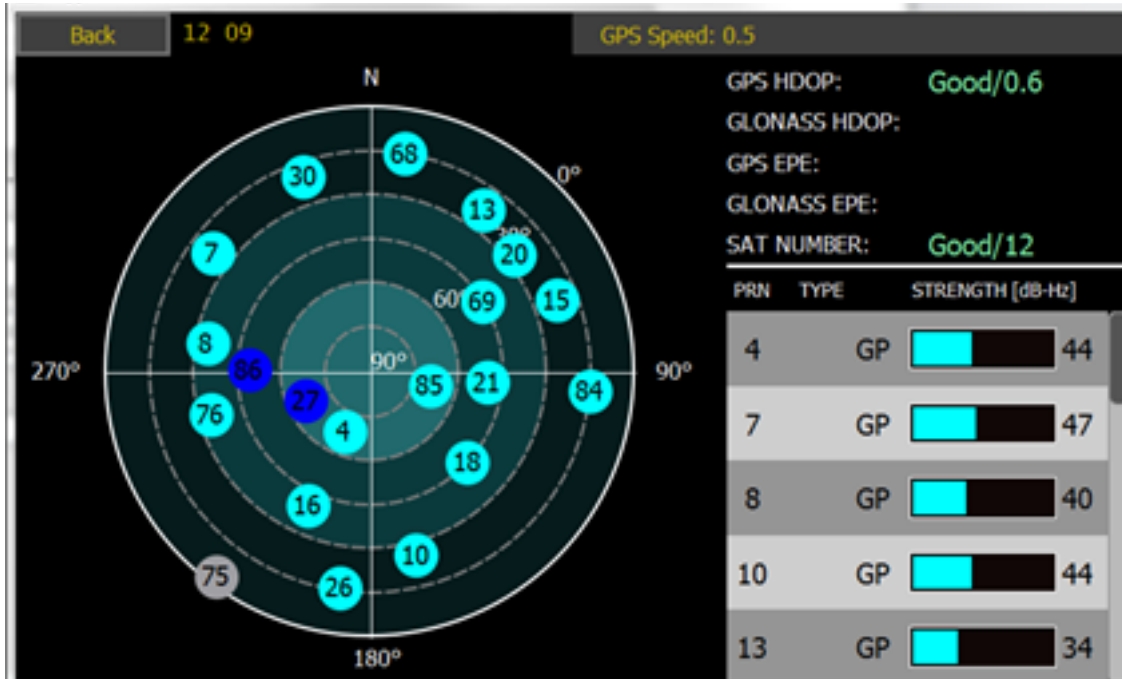 Back 12 09 GPS Speed: 0.5
N
68
30
0°
13
30°
20
7
60° 69 15
8
90°
270° 86 85 21 84 90°
27
76
4
18
16
10
75
26
180°
GPS HDOP: Good/0.6
GLONASS HDOP:
GPS EPE:
GLONASS EPE:
SAT NUMBER: Good/12
PRN TYPE STRENGTH [dB-Hz]
4 GP 44
7 GP 47
8 GP 40
10 GP 44
13 GP 34